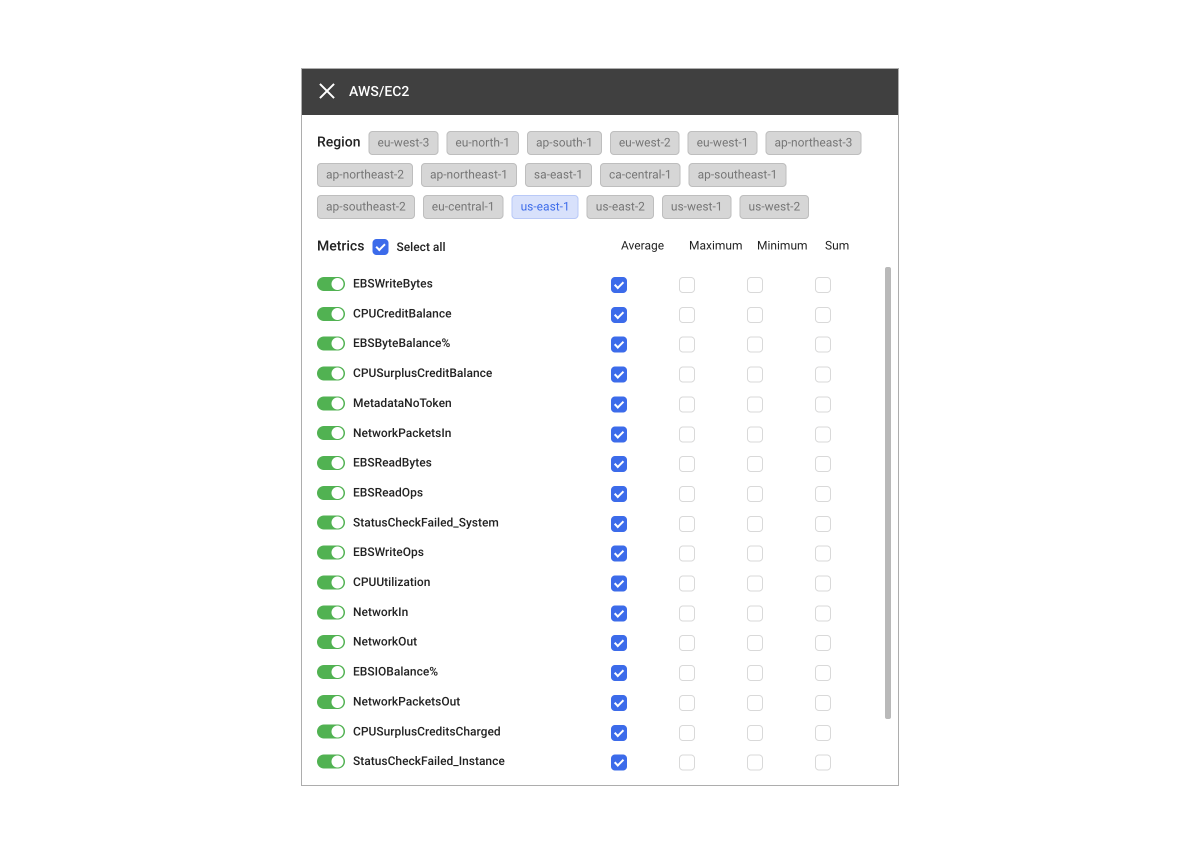 AWS/EC2
Region eu-west-3 eu-north-1 ap-south-1 eu-west-2 eu-west-1 ap-northeast-3
ap-northeast-2 ap-northeast-1 sa-east-1 ca-central-1 ap-southeast-1
ap-southeast-2 eu-central-1 us-east-1 us-east-2 us-west-1 us-west-2
Metrics Select all Average Maximum Minimum Sum
EBSWriteBytes
CPUCreditBalance
EBSByteBalance%
CPUSurplusCreditBalance
MetadataNoToken
NetworkPacketsIn
EBSReadBytes
EBSReadOps
StatusCheckFailed_System
EBSWriteOps
CPUUtilization
NetworkIn
NetworkOut
EBSIOBalance%
NetworkPacketsOut
CPUSurplusCreditsCharged
StatusCheckFailed_Instance